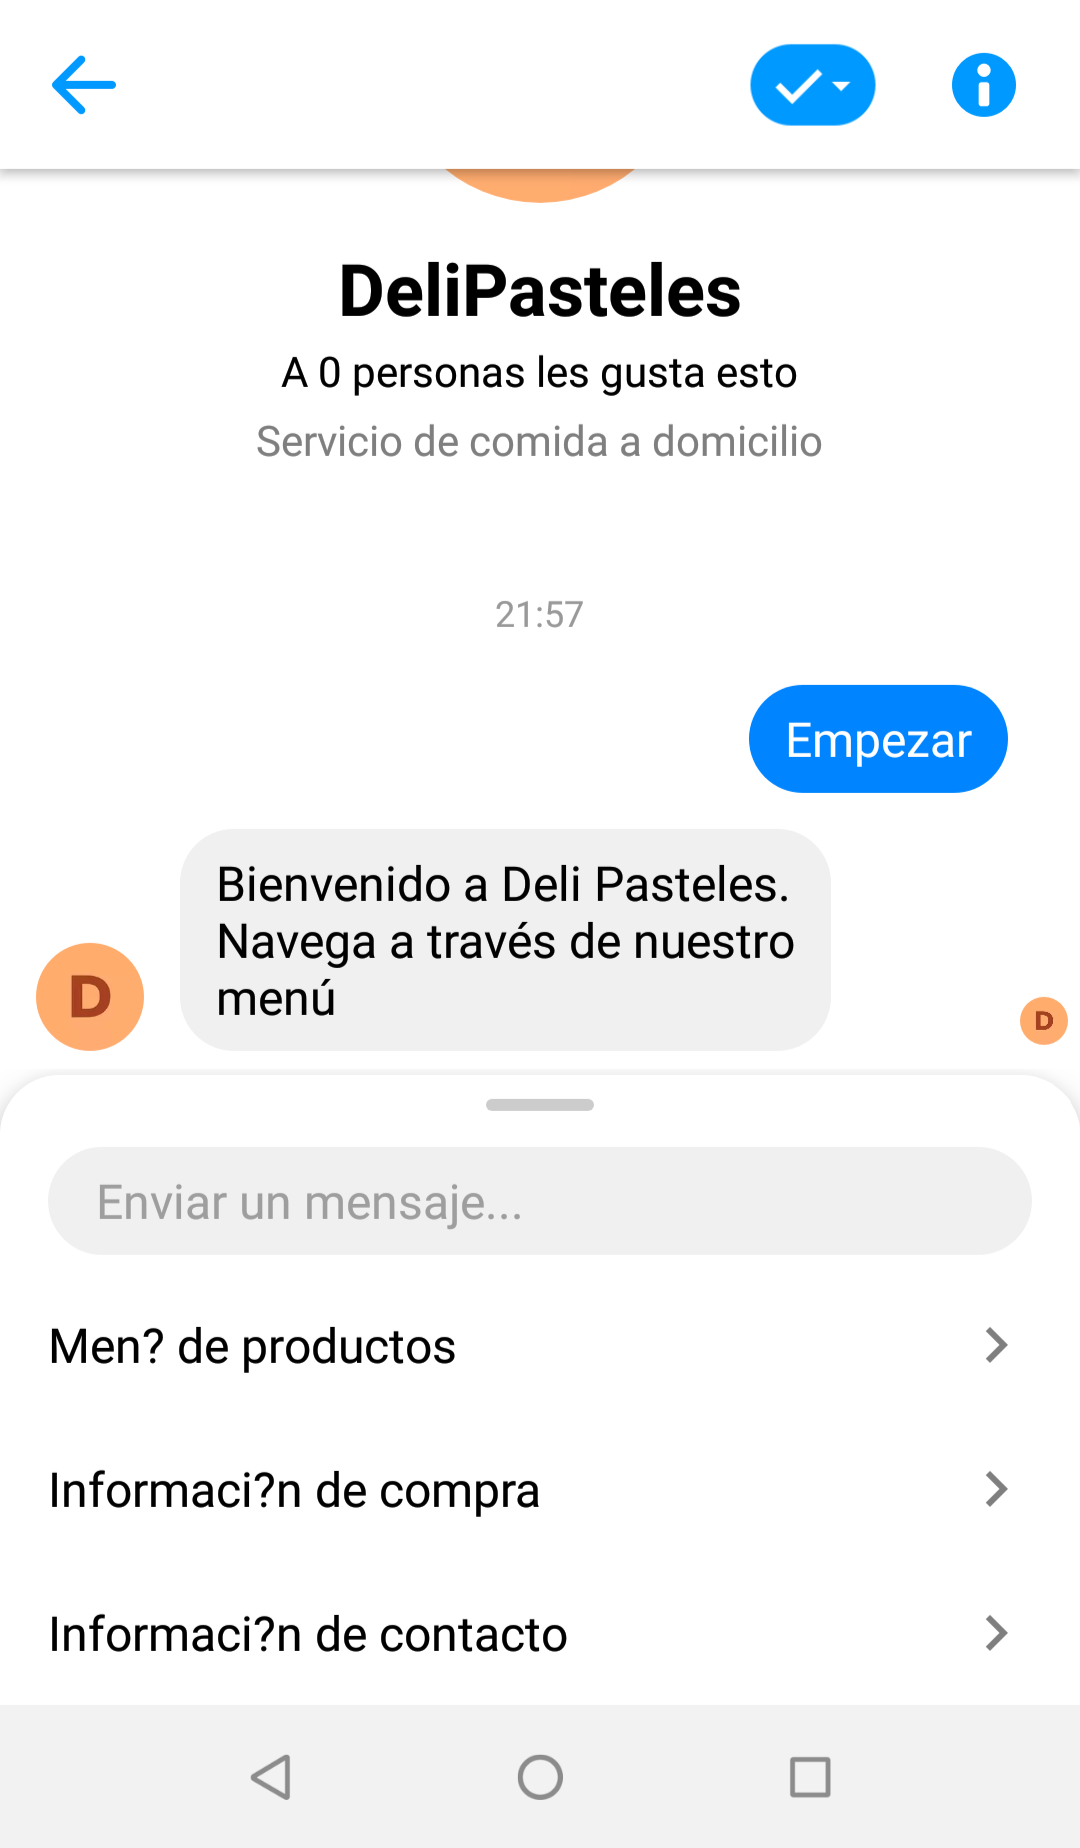 DeliPasteles
A 0 personas les gusta esto
Servicio de comida a domicilio
21:57
Empezar
Bienvenido a Deli Pasteles.
Navega a través de nuestro
menú
D
D
Enviar un mensaje...
Men? de productos
Informaci?n de compra
Informaci?n de contacto